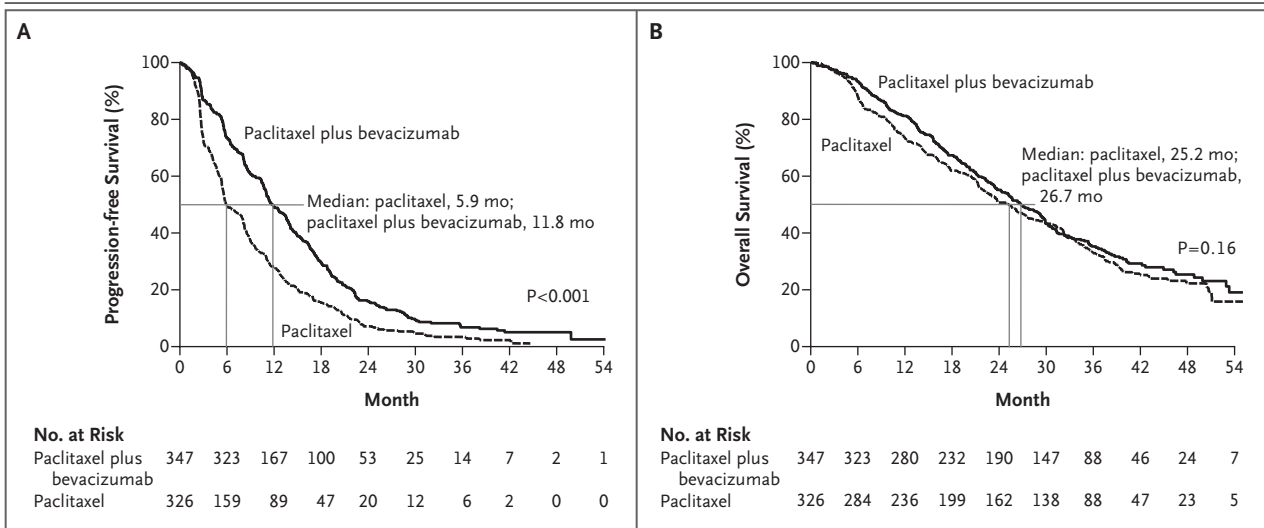 A
Progression-free Survival (%)
100
80
60
40
20
0
Paclitaxel plus bevacizumab
Median: paclitaxel, 5.9 mo;
paclitaxel plus bevacizumab, 11.8 mo
P<0.001
Paclitaxel
0 6 12 18 24 30 36 42 48 54
Month
No. at Risk
Paclitaxel plus 347 323 167 100 53 25 14 7 2 1
bevacizumab
Paclitaxel 326 159 89 47 20 12 6 2 0 0
B
Overall Survival (%)
100
80
60
40
20
0
Paclitaxel plus bevacizumab
Paclitaxel
Median: paclitaxel, 25.2 mo;
paclitaxel plus bevacizumab,
26.7 mo
P=0.16
0 6 12 18 24 30 36 42 48 54
Month
No. at Risk
Paclitaxel plus 347 323 280 232 190 147 88 46 24 7
bevacizumab
Paclitaxel 326 284 236 199 162 138 88 47 23 5